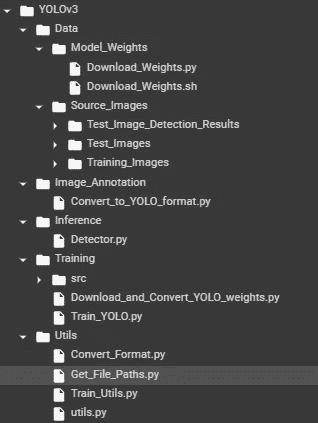 YOLOv3
Data
Model_Weights
Download_Weights.py
Download_Weights.sh
Source_Images
Test_Image_Detection_Results
Test_Images
Training_Images
Image_Annotation
Convert_to_YOLO_format.py
Inference
Detector.py
Training
src
Download_and_Convert_YOLO_weights.py
Train_YOLO.py
Utils
Convert_Format.py
Get_File_Paths.py
Train_Utils.py
utils.py